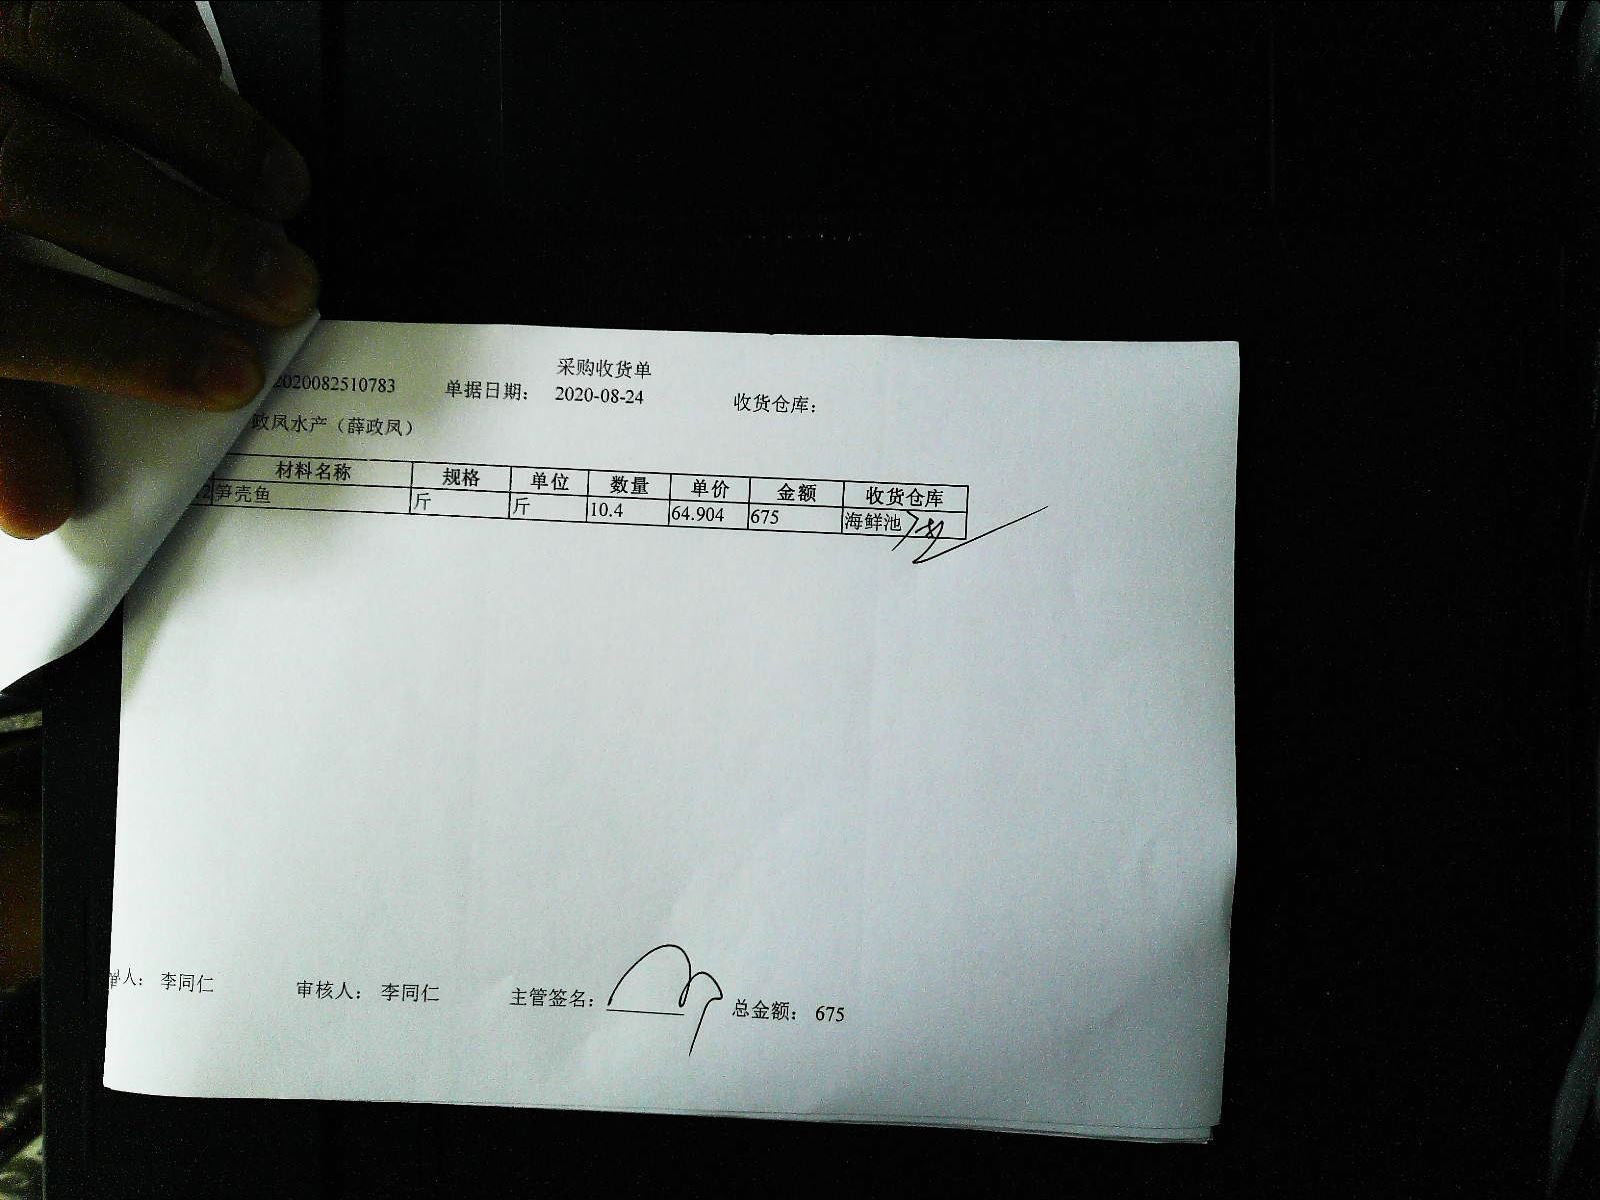 采购收货单
2020082510783 单据日期: 2020-08-24 收货仓库:
政凤水产（薛政凤）
材料名称 规格 单位 数量 单价 金额 收货仓库
2 笋壳鱼 斤 斤 10.4 64.904 675 海鲜池
单人: 李同仁 审核人: 李同仁 主管签名: 总金额: 675